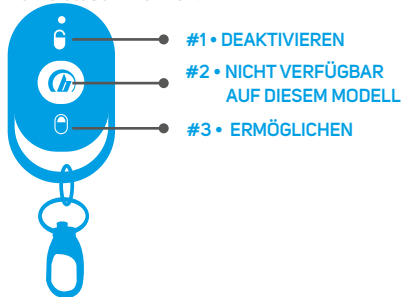 #1 • DEAKTIVIEREN
#2 • NICHT VERFÜGBAR
AUF DIESEM MODELL
#3 • ERMÖGLICHEN